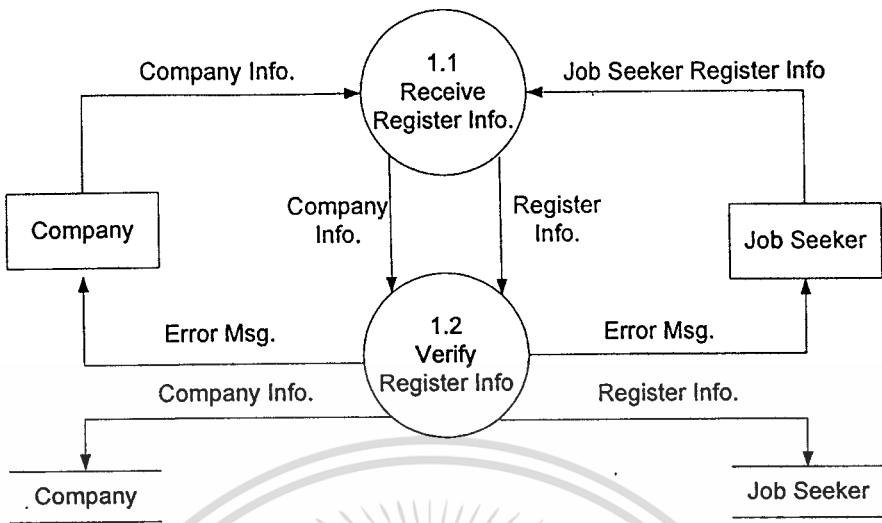 1.1
Receive
Register Info.
Company Info.
Job Seeker Register Info
Company
Info.
Register
Info.
Company
Job Seeker
1.2
Verify
Register Info
Error Msg.
Error Msg.
Company Info.
Register Info.
Company
Job Seeker